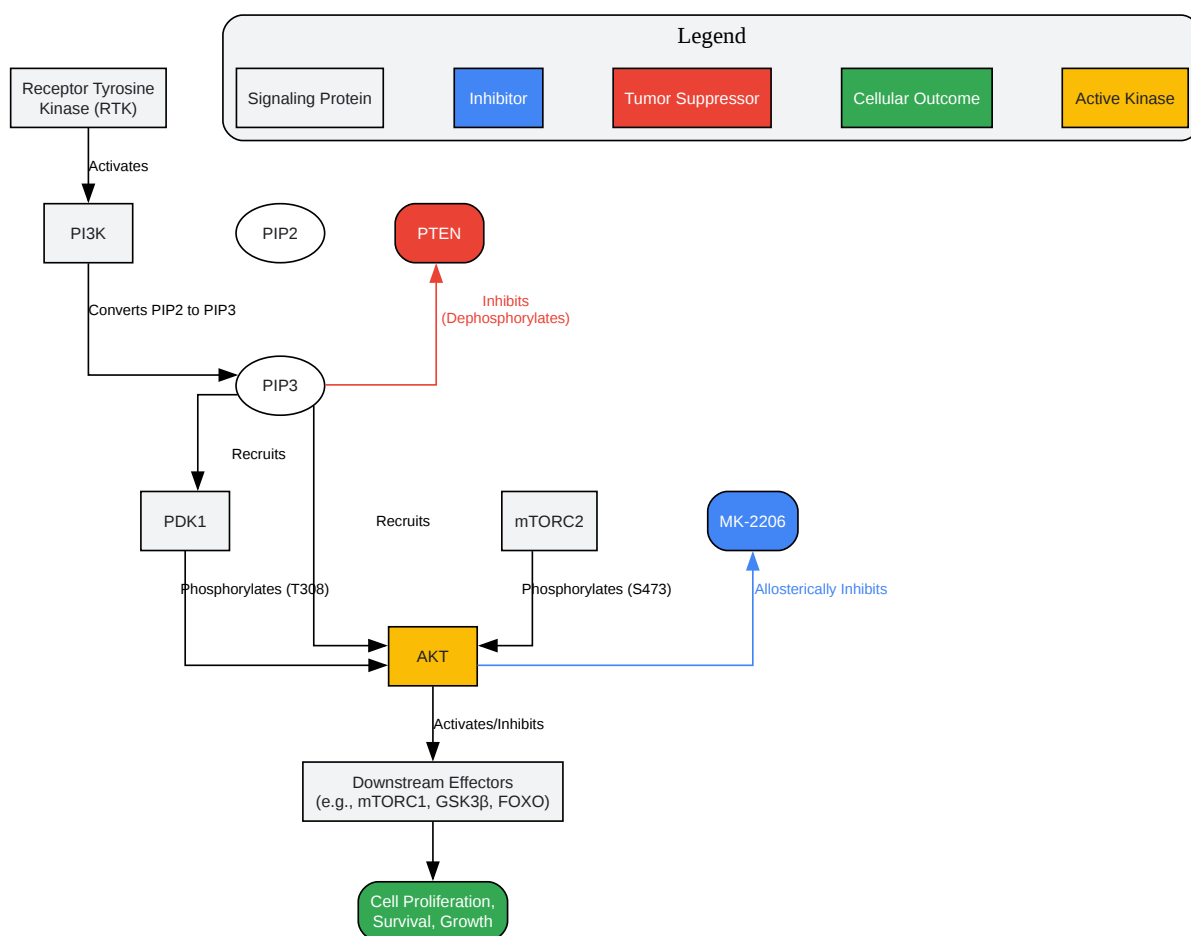 Legend
Receptor Tyrosine
Kinase (RTK)
Signaling Protein
Inhibitor
Tumor Suppressor
Cellular Outcome
Active Kinase
Activates
PI3K
PIP2
PTEN
Converts PIP2 to PIP3
Inhibits
(Dephosphorylates)
PIP3
Recruits
Recruits
PDK1
mTORC2
MK-2206
Phosphorylates (T308)
Phosphorylates (S473)
Allosterically Inhibits
AKT
Activates/Inhibits
Downstream Effectors
(e.g., mTORC1, GSK3β, FOXO)
Cell Proliferation,
Survival, Growth